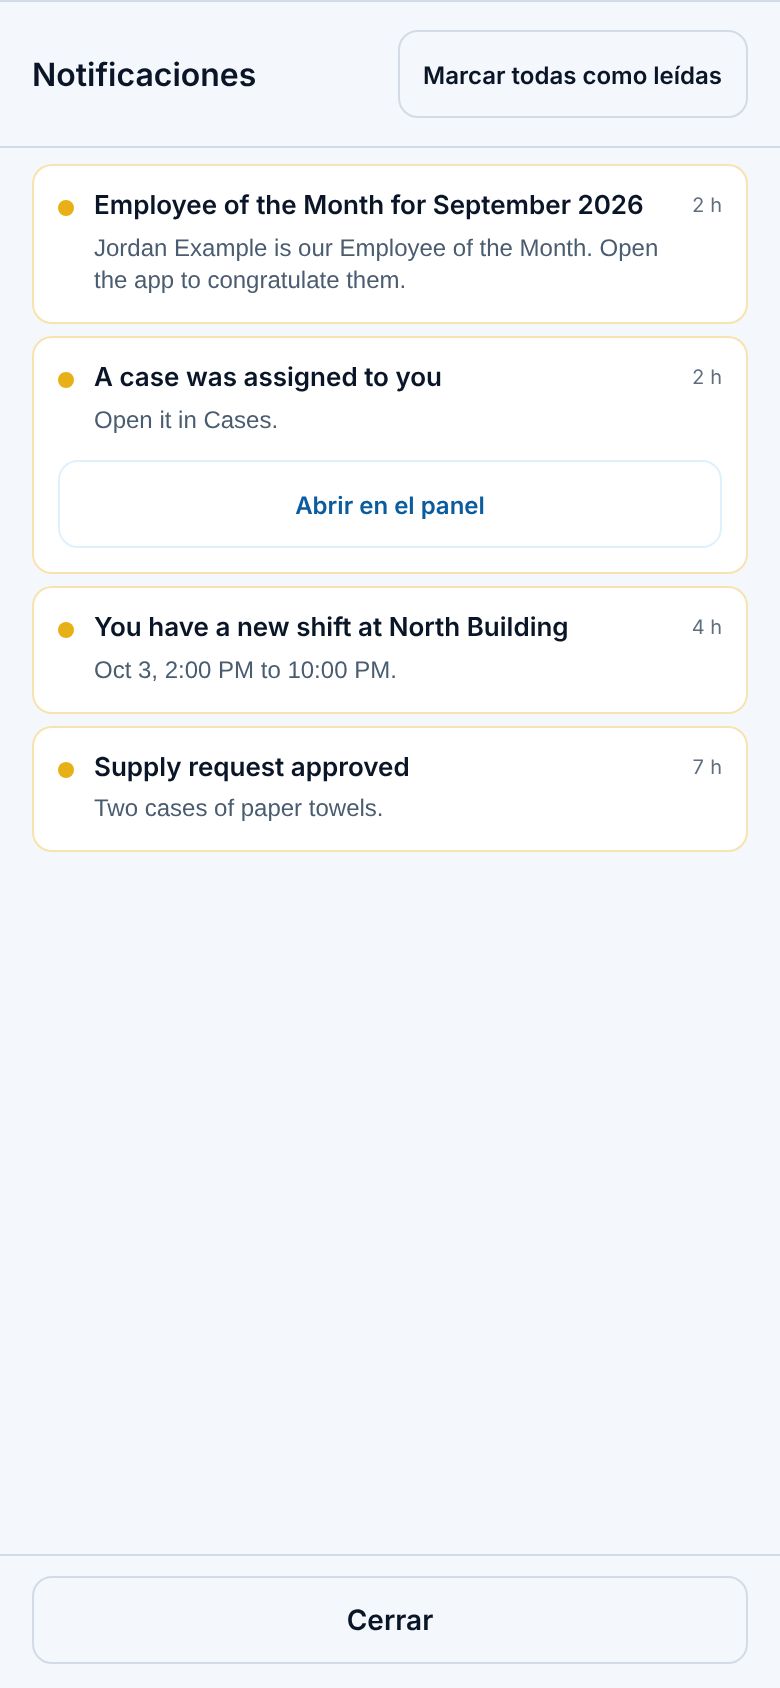 Notificaciones
Marcar todas como leídas
Employee of the Month for September 2026
2 h
Jordan Example is our Employee of the Month. Open
the app to congratulate them.
A case was assigned to you
2 h
Open it in Cases.
Abrir en el panel
You have a new shift at North Building
4 h
Oct 3, 2:00 PM to 10:00 PM.
Supply request approved
7 h
Two cases of paper towels.
Cerrar